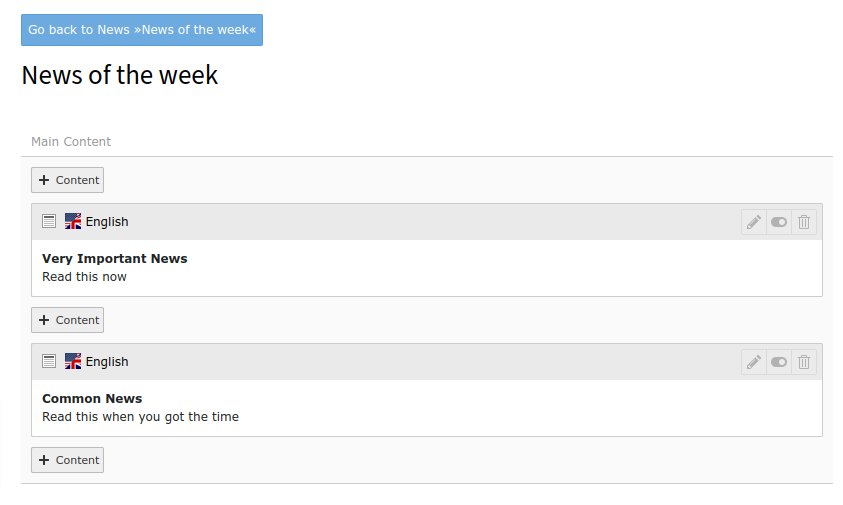 Go back to News »News of the week«
News of the week
Main Content
+ Content
English
Very Important News
Read this now
+ Content
English
Common News
Read this when you got the time
+ Content